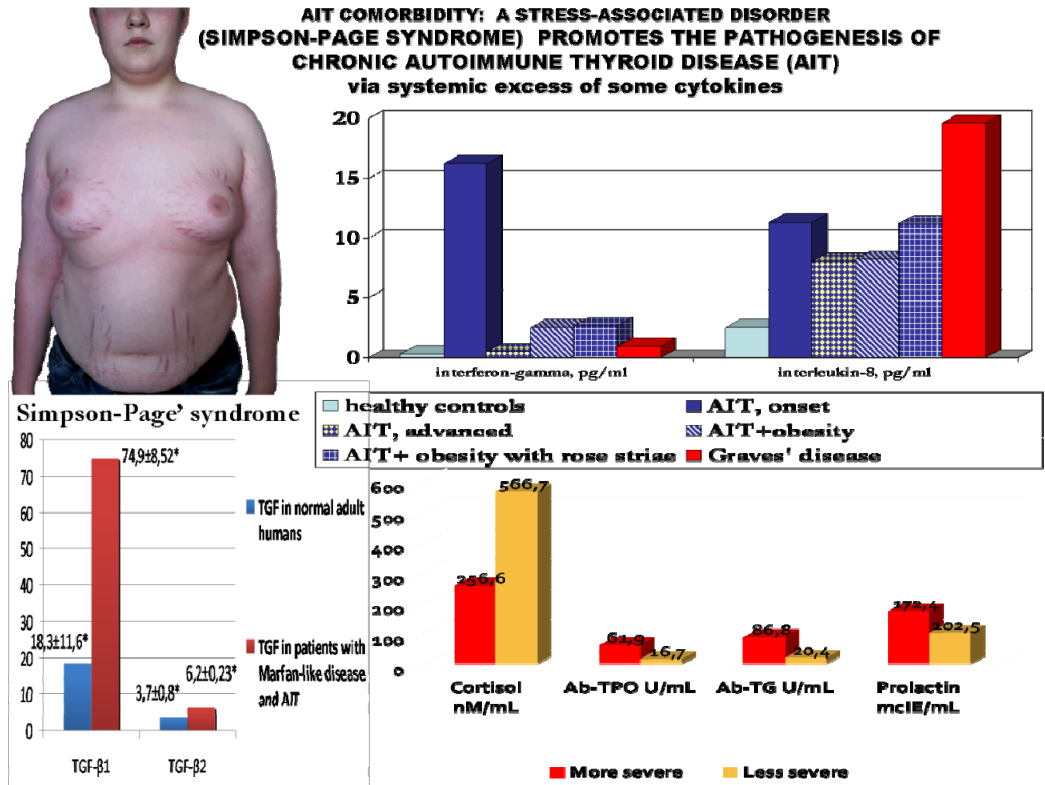 AIT COMORBIDITY: A STRESS-ASSOCIATED DISORDER
(SIMPSON-PAGE SYNDROME) PROMOTES THE PATHOGENESIS OF
CHRONIC AUTOIMMUNE THYROID DISEASE (AIT)
via systemic excess of some cytokines
20
15
10
5
0
interferon-gamma, pg/ml
interleukin-8, pg/ml
healthy controls
AIT, onset
AIT, advanced
AIT+obesity
AIT+ obesity with rose striae
Graves' disease
Simpson-Page' syndrome
80
70
60
50
40
30
20
10
0
74,9±8,52*
18,3±11,6*
3,7±0,8*
6,2±0,23*
TGF-β1
TGF-β2
TGF in normal adult
humans
TGF in patients with
Marfan-like disease
and AIT
600
500
400
300
200
100
0
256,6
566,7
61,9
16,7
86,8
20,4
172,4
102,5
Cortisol
nM/mL
Ab-TPO U/mL
Ab-TG U/mL
Prolactin
mcIE/mL
More severe
Less severe